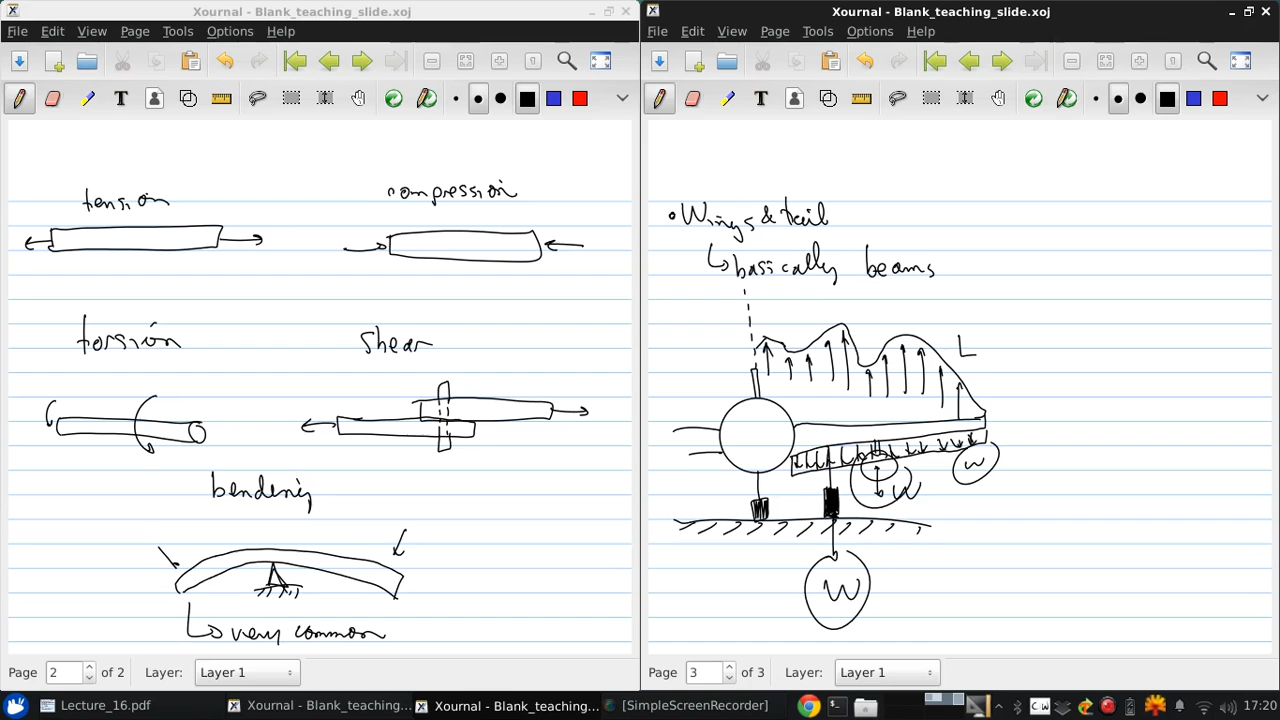 Xournal - Blank_teaching_slide.xoj
File Edit View Page Tools Options Help
tension
compression
torsion
shear
bending
very common
Page 2 of 2 Layer: Layer 1
Xournal - Blank_teaching_slide.xoj
File Edit View Page Tools Options Help
• Wings & tail
basically beams
L
w
W
W
Page 3 of 3 Layer: Layer 1
Lecture_16.pdf Xournal - Blank_teaching... Xournal - Blank_teaching... [SimpleScreenRecorder] 17:20